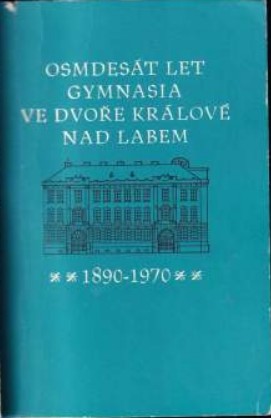 OSMDESÁT LET
GYMNASIA
VE DVOŘE KRÁLOVÉ
NAD LABEM
** 1890-1970 **